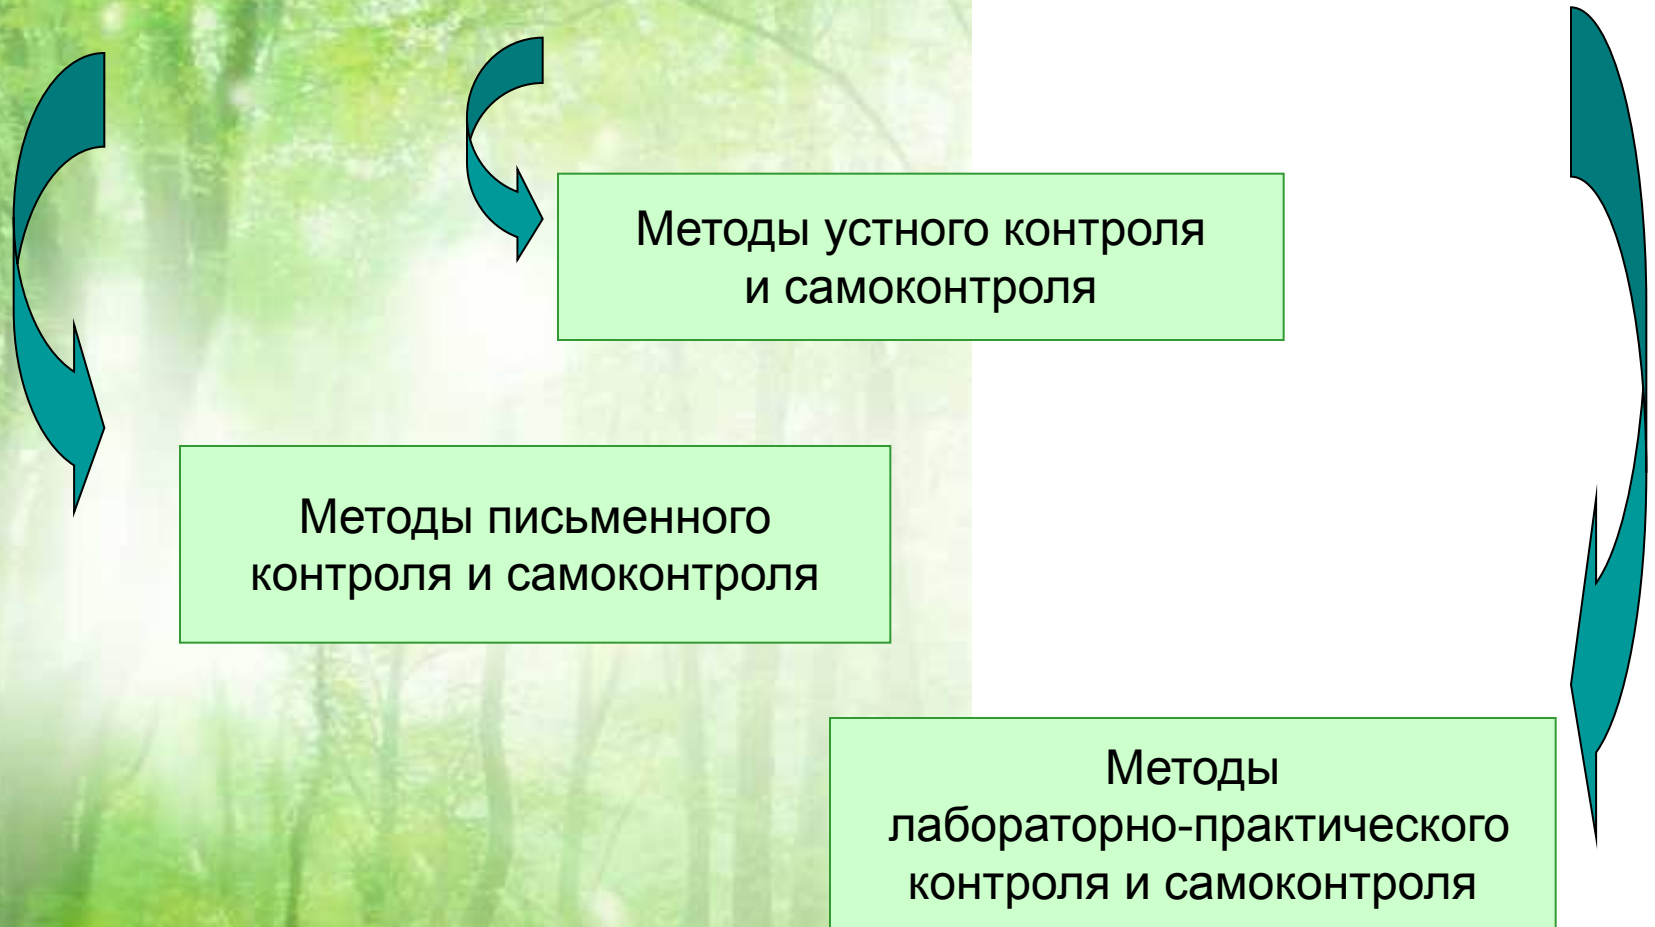 Методы устного контроля
и самоконтроля
Методы письменного
контроля и самоконтроля
Методы
лабораторно-практического
контроля и самоконтроля